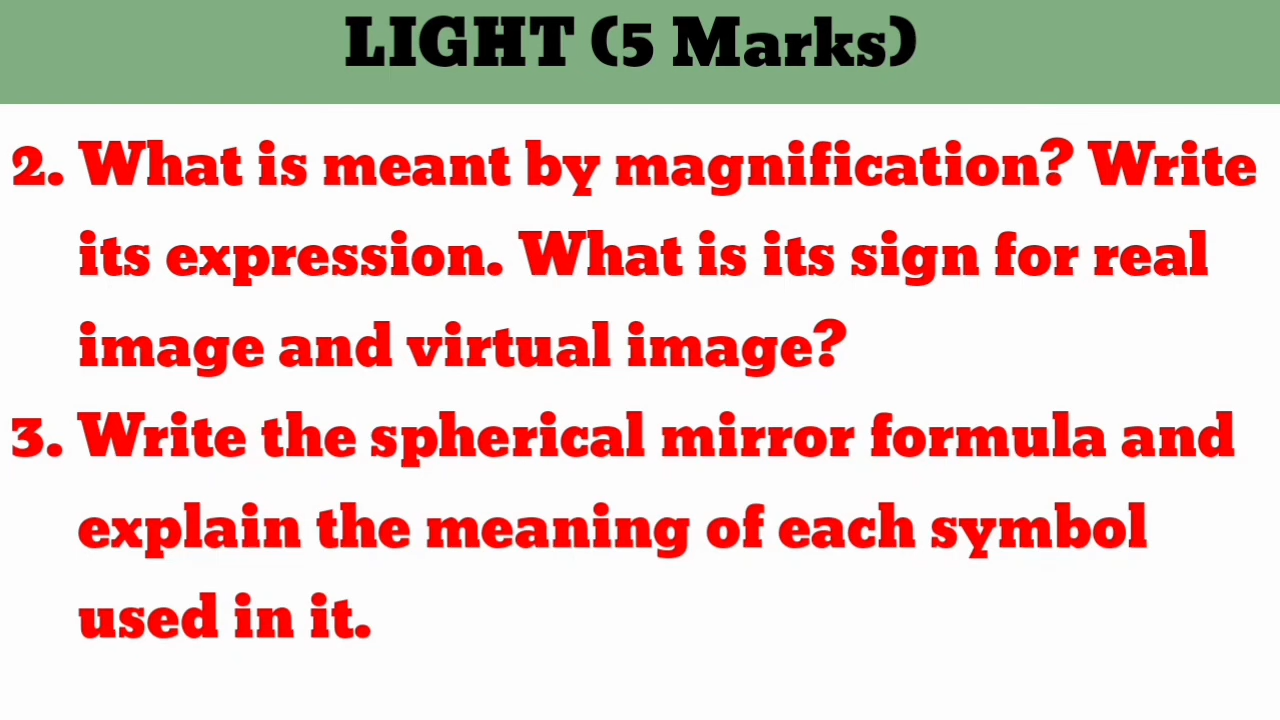 LIGHT (5 Marks)
2. What is meant by magnification? Write
its expression. What is its sign for real
image and virtual image?
3. Write the spherical mirror formula and
explain the meaning of each symbol
used in it.